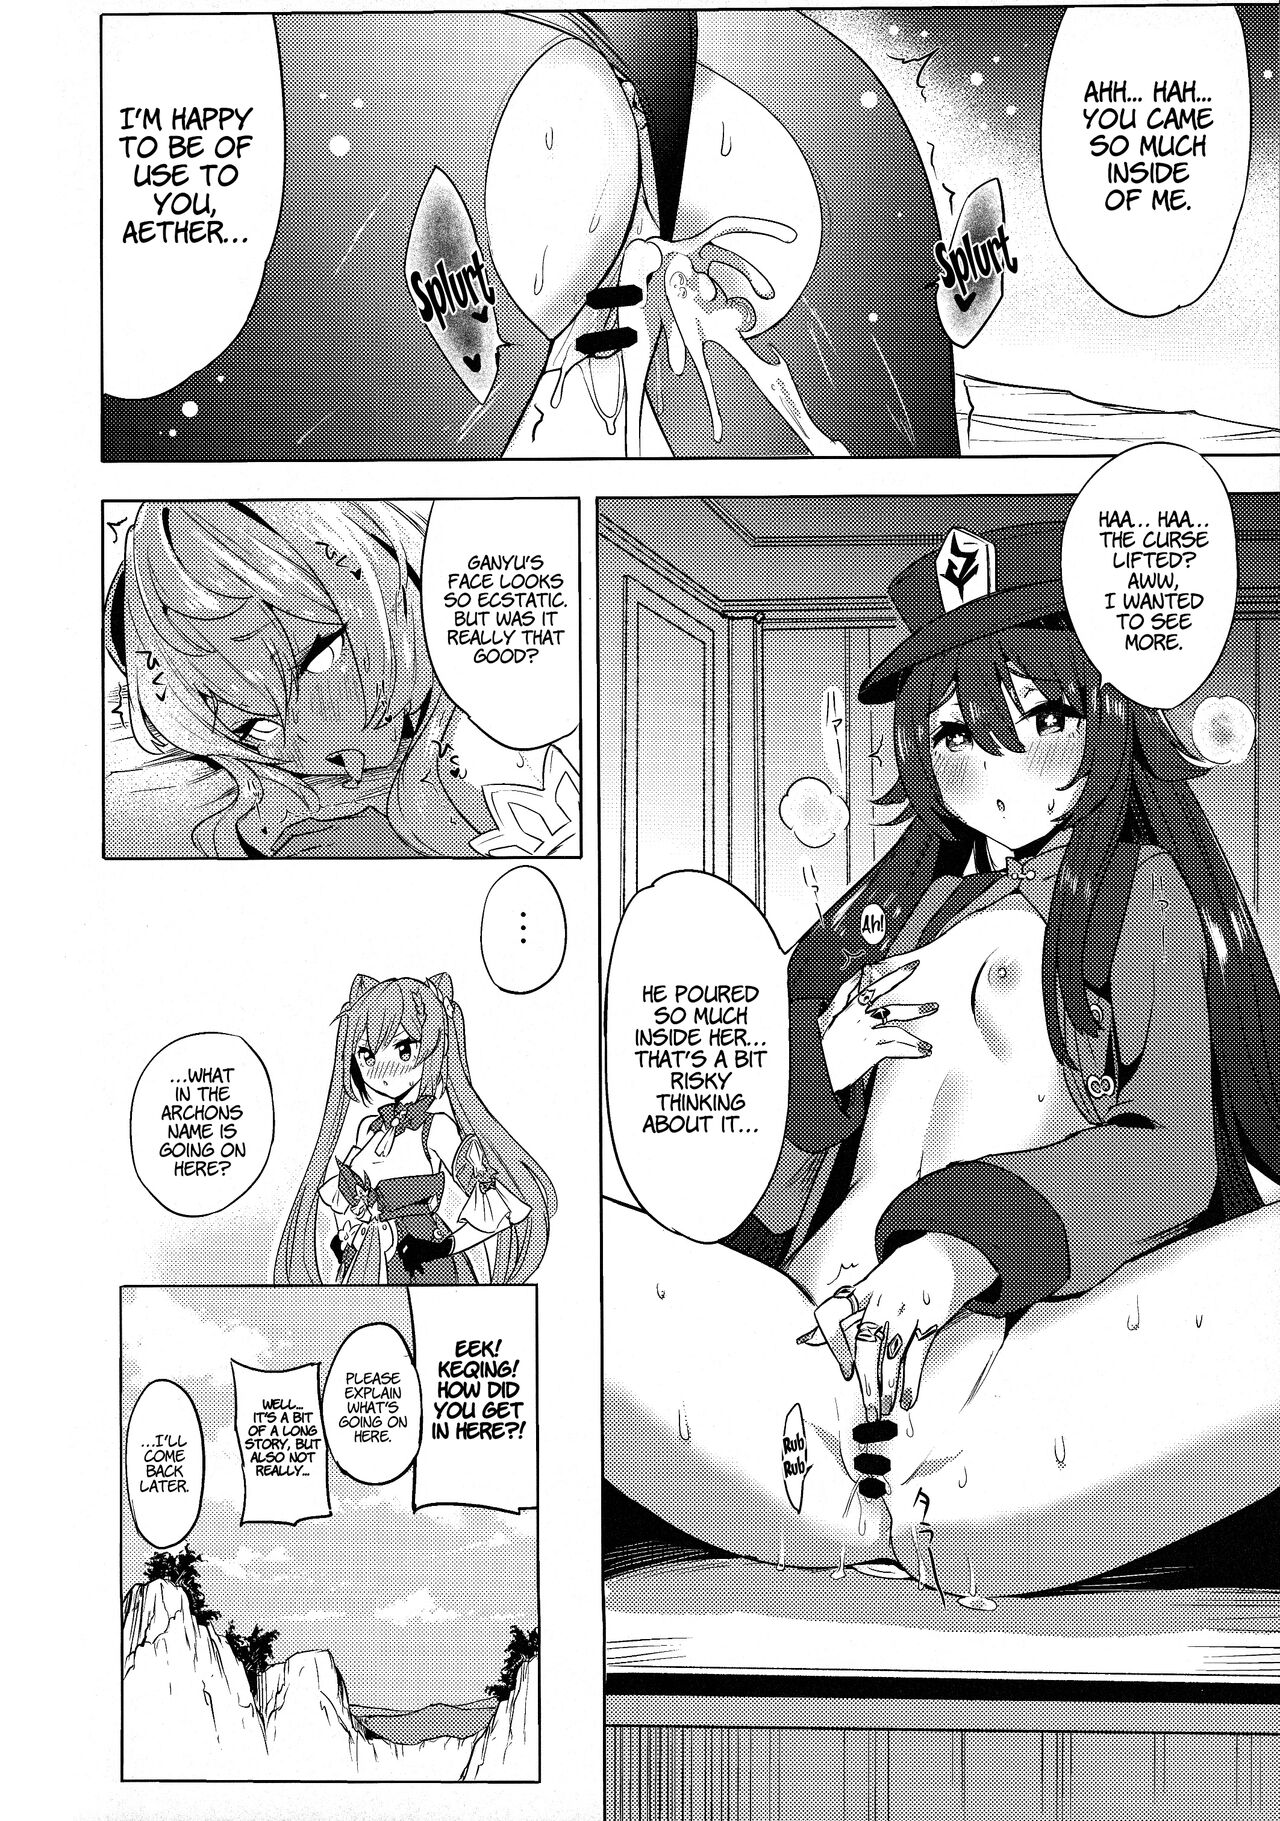 AHH... HAH...
YOU CAME
SO MUCH
INSIDE
OF ME.
Splurt
Splurt
I'M HAPPY
TO BE OF
USE TO
YOU,
AETHER...
HAA... HAA...
THE CURSE
LIFTED?
AWW,
I WANTED
TO SEE
MORE.
Ah!
HE POURED
SO MUCH
INSIDE HER...
THAT'S A BIT
RISKY
THINKING
ABOUT IT...
Rub
Rub
GANYU'S
FACE LOOKS
SO ECSTATIC.
BUT WAS IT
REALLY THAT
GOOD?
...
...WHAT
IN THE
ARCHONS
NAME IS
GOING ON
HERE?
EEK!
KEQING!
HOW DID
YOU GET
IN HERE?!
PLEASE
EXPLAIN
WHAT'S
GOING ON
HERE.
WELL...
IT'S A BIT
OF A LONG
STORY, BUT
ALSO NOT
REALLY...
...I'LL
COME
BACK
LATER.